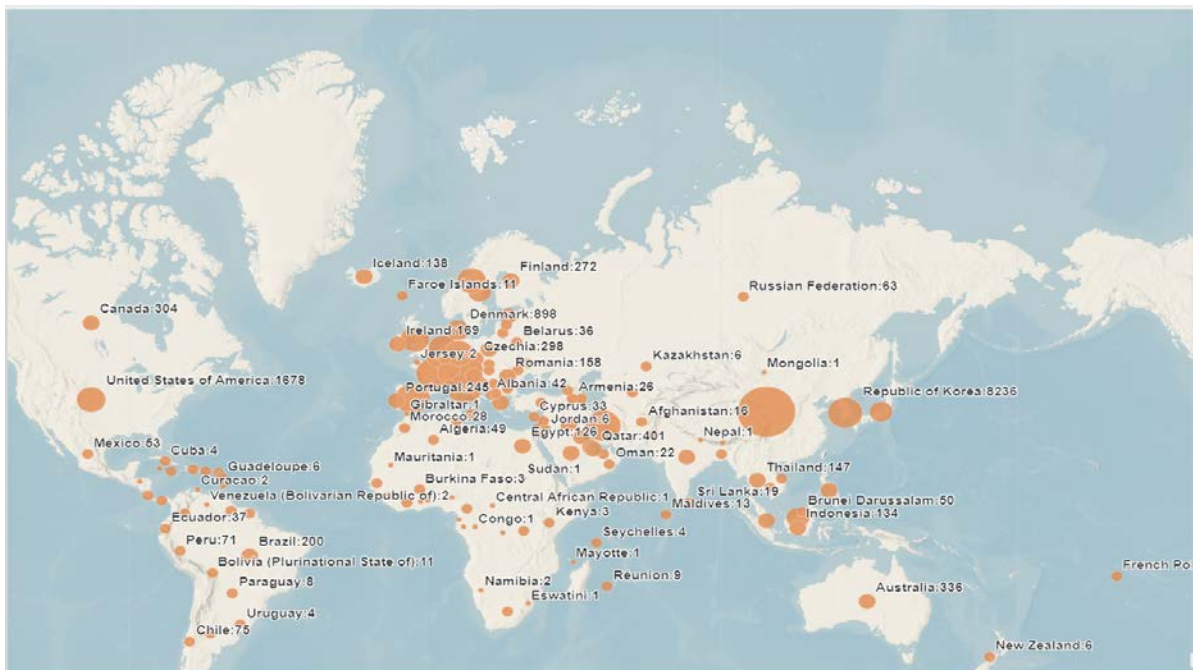 Iceland:138
Finland:272
Faroe Islands:11
Russian Federation:63
Canada:304
Denmark:898
Ireland:169
Belarus:36
Czechia:298
Jersey:2
Romania:158
Kazakhstan:6
Mongolia:1
United States of America:1678
Portugal:245
Albania:42
Armenia:26
Republic of Korea:8236
Gibraltar:1
Cyprus:33
Morocco:28
Jordan:6
Afghanistan:16
Algeria:49
Egypt:126
Qatar:401
Nepal:1
Mexico:53
Cuba:4
Oman:22
Mauritania:1
Sudan:1
Guadeloupe:6
Thailand:147
Curacao:2
Burkina Faso:3
Sri Lanka:19
Venezuela (Bolivarian Republic of):2
Central African Republic:1
Maldives:13
Brunei Darussalam:50
Ecuador:37
Congo:1
Kenya:3
Indonesia:134
Peru:71
Brazil:200
Seychelles:4
Bolivia (Plurinational State of):11
Mayotte:1
French Po
Paraguay:8
Namibia:2
Réunion:9
Eswatini:1
Australia:336
Uruguay:4
Chile:75
New Zealand:6